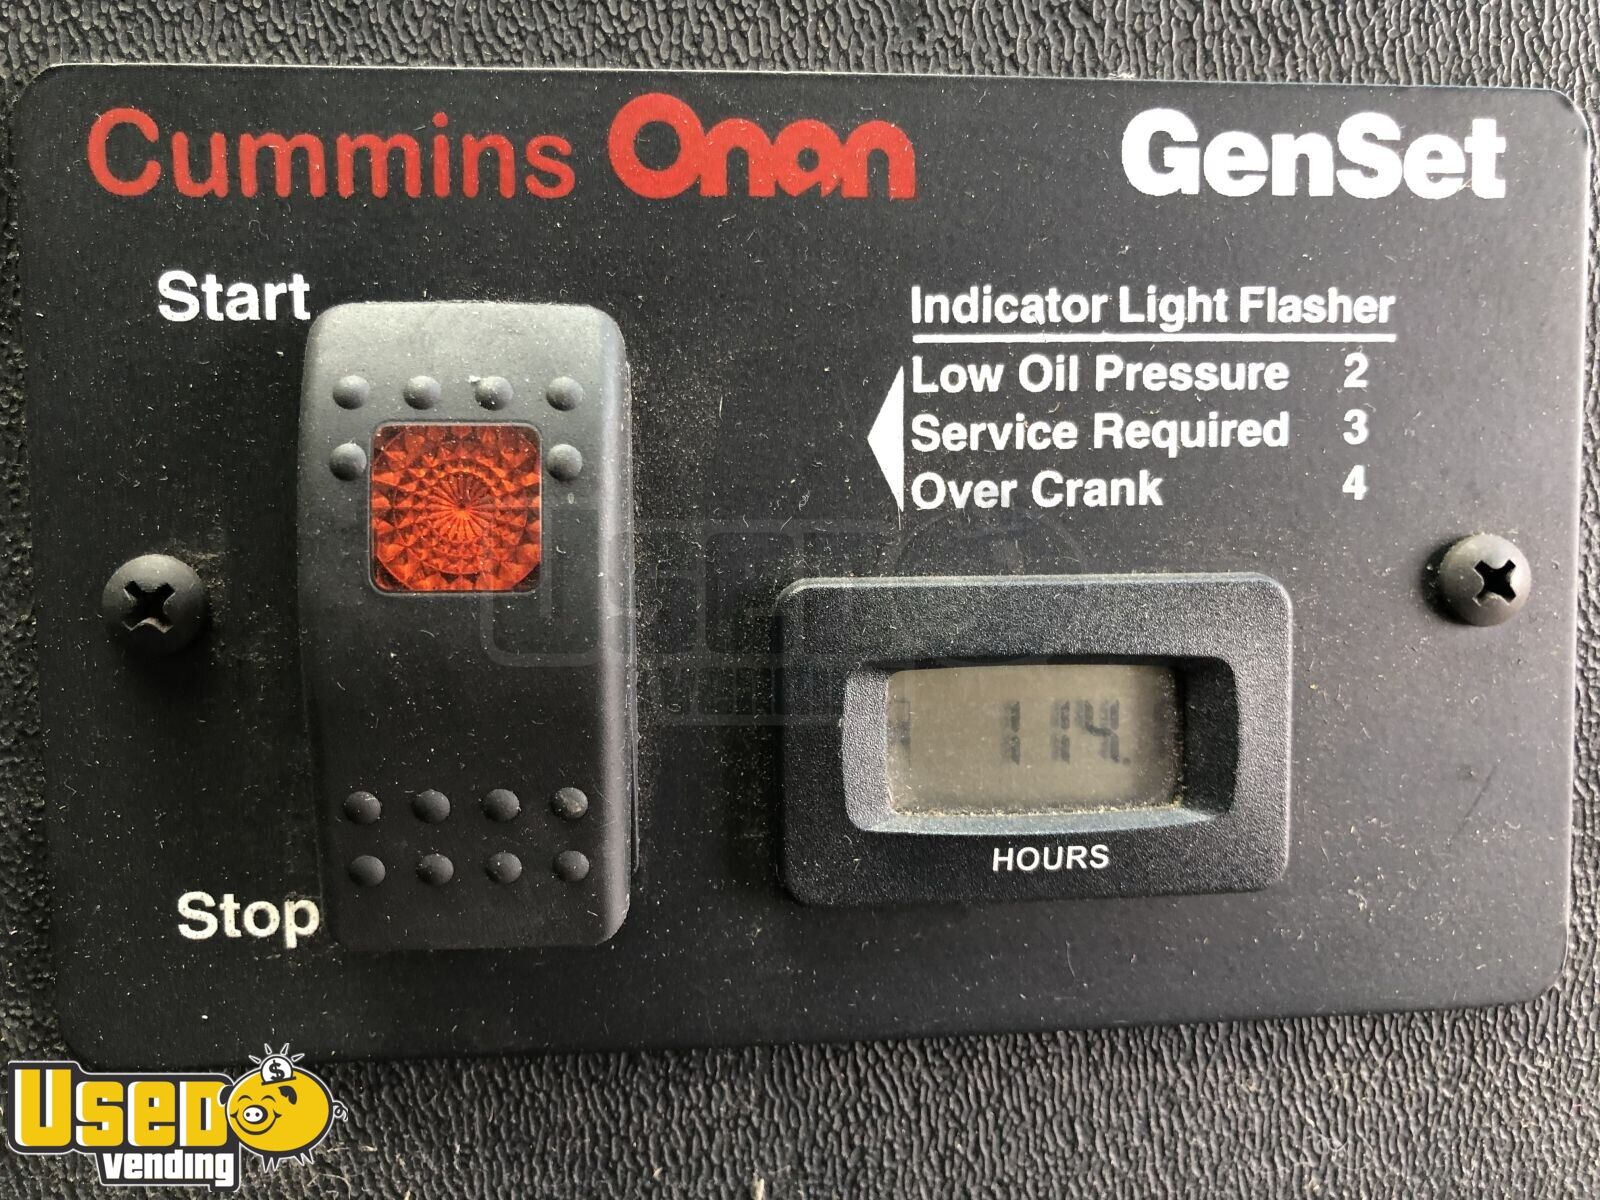 Cummins Onan GenSet
Start
Indicator Light Flasher
Low Oil Pressure 2
Service Required 3
Over Crank 4
114.
HOURS
Stop
USED
vending
$